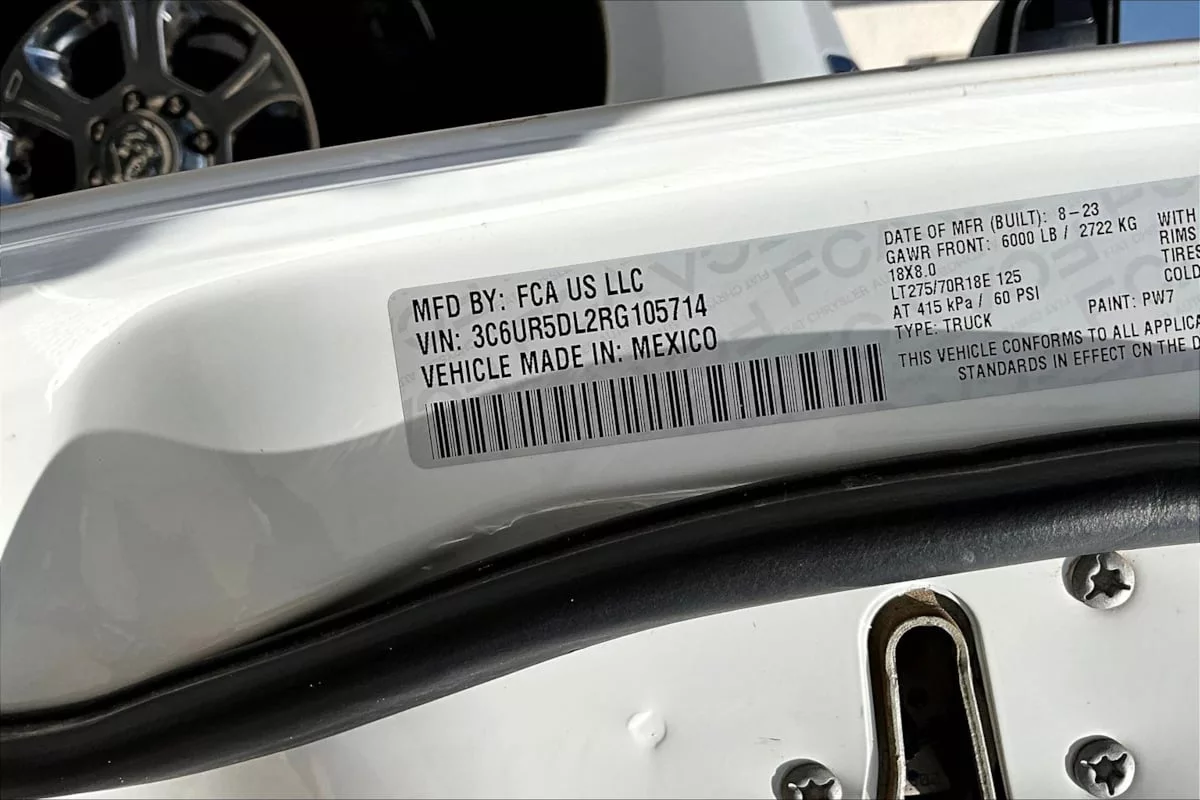 MFD BY: FCA US LLC
VIN: 3C6UR5DL2RG105714
VEHICLE MADE IN: MEXICO
DATE OF MFR (BUILT): 8-23
GAWR FRONT: 6000 LB / 2722 KG WITH
18X8.0 RIMS
LT275/70R18E 125 TIRES
AT 415 kPa / 60 PSI COLD
TYPE: TRUCK PAINT: PW7
THIS VEHICLE CONFORMS TO ALL APPLICA
STANDARDS IN EFFECT ON THE D